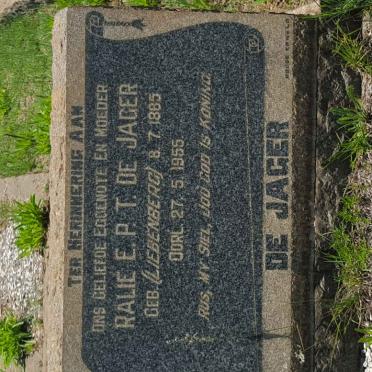 TER HERINNERING AAN
ONS GELIEFDE EGGENOTE EN MOEDER
RALIE E. P. T. DE JAGER
GEB (LIEBENBERG) 8. 7. 1885
OORL. 27. 5. 1965
RUS, MY SIEL, JOU GOD IS KONING
DE JAGER